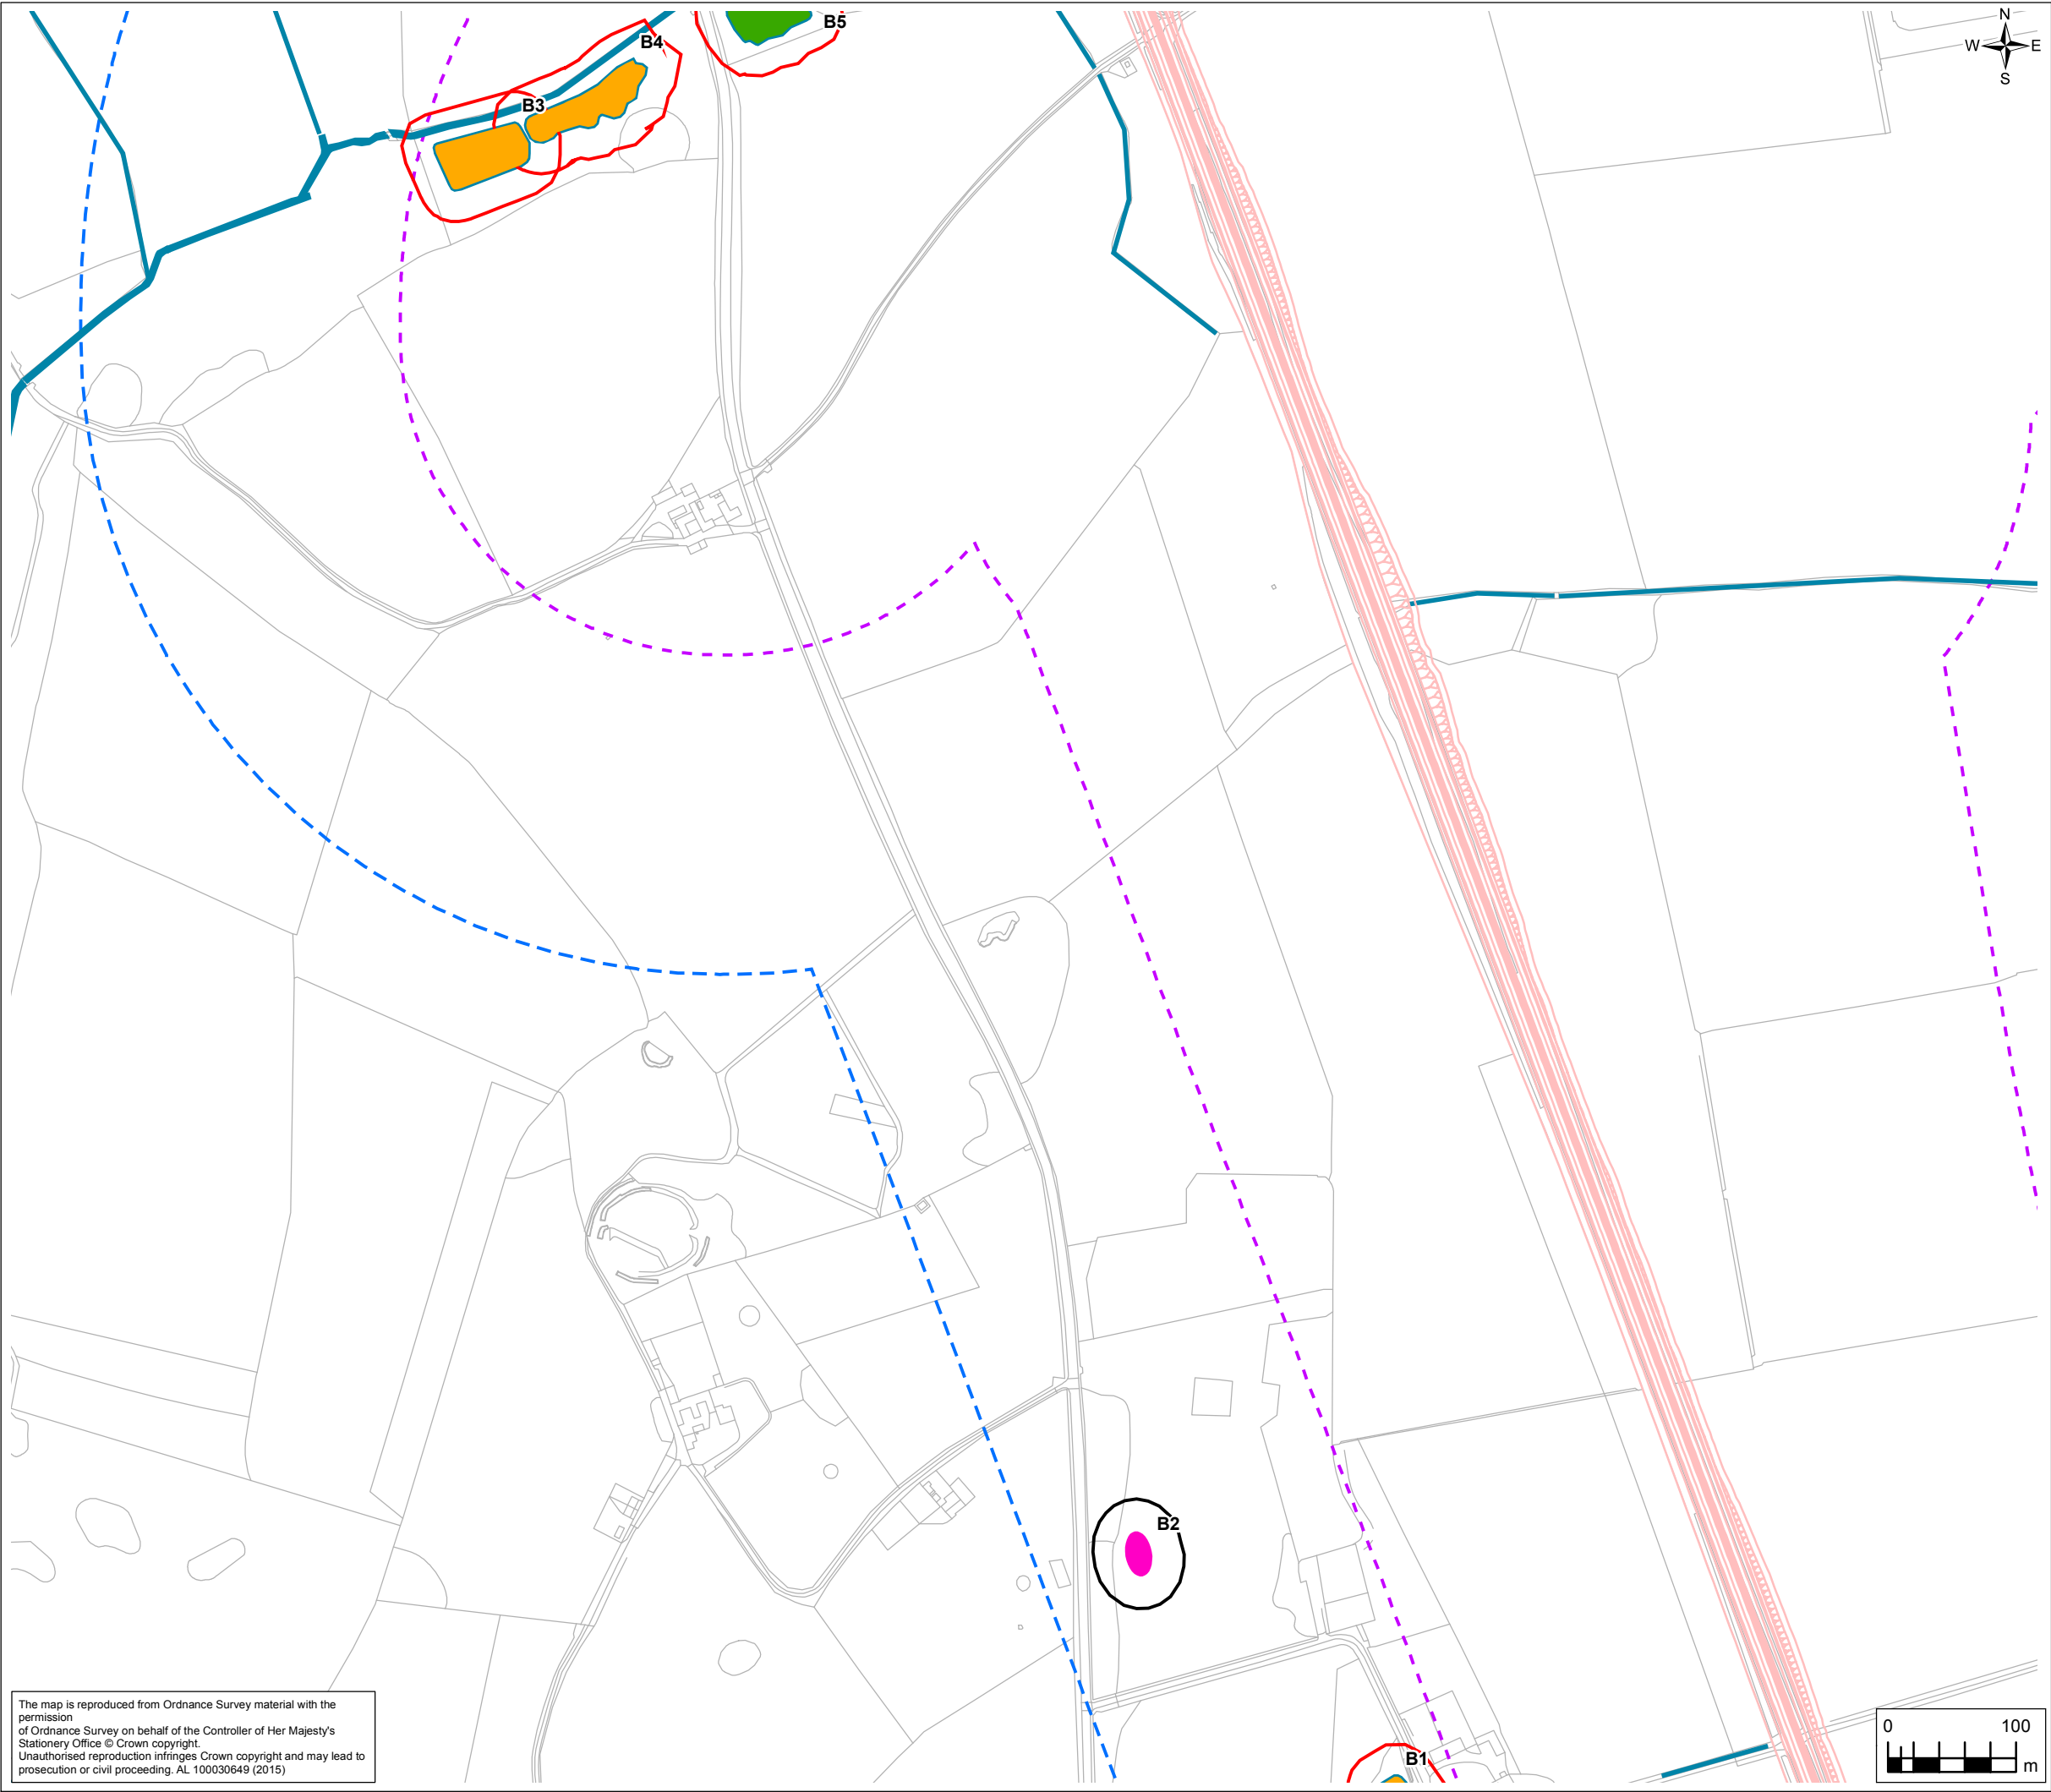 B5
B4
N
W E
S
B3
B2
The map is reproduced from Ordnance Survey material with the
permission
of Ordnance Survey on behalf of the Controller of Her Majesty's
Stationery Office © Crown copyright.
Unauthorised reproduction infringes Crown copyright and may lead to
prosecution or civil proceeding. AL 100030649 (2015)
0 100
m
B1